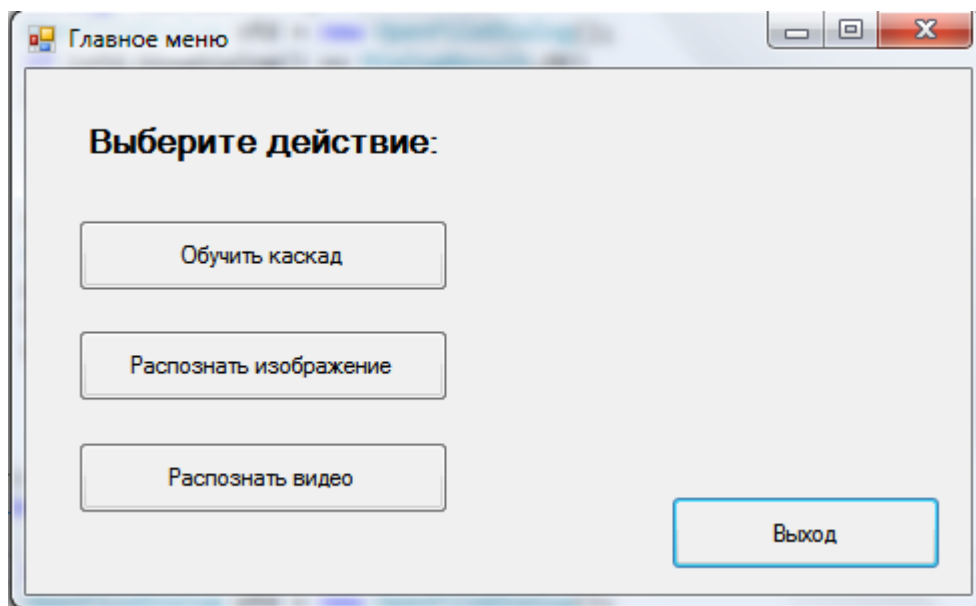 Главное меню
Выберите действие:
Обучить каскад
Распознать изображение
Распознать видео
Выход